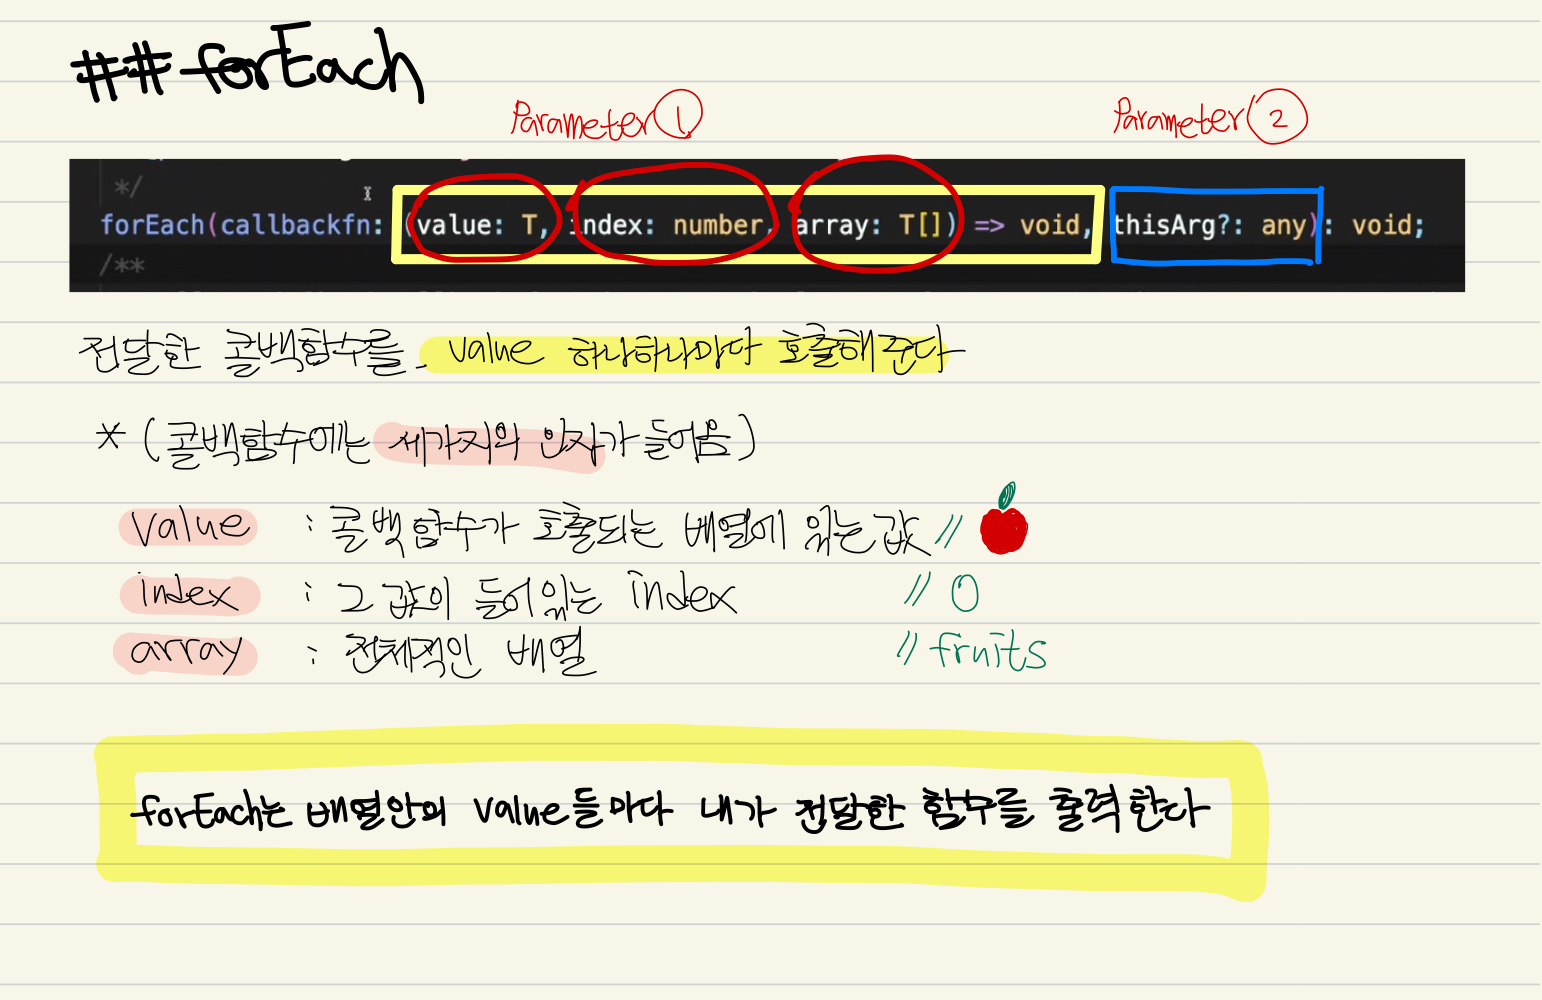 ## forEach
Parameter ① Parameter ②
*/
forEach(callbackfn: (value: T, index: number, array: T[]) => void, thisArg?: any): void;
/**
전달한 콜백함수를, value 하나하나마다 호출해준다
* (콜백함수에는 세가지의 인자가 들어옴)
value : 콜백함수가 호출되는 배열에 있는 값 //
index : 그 값이 들어있는 index // 0
array : 전체적인 배열 // fruits
forEach는 배열안의 value들마다 내가 전달한 함수를 출력한다